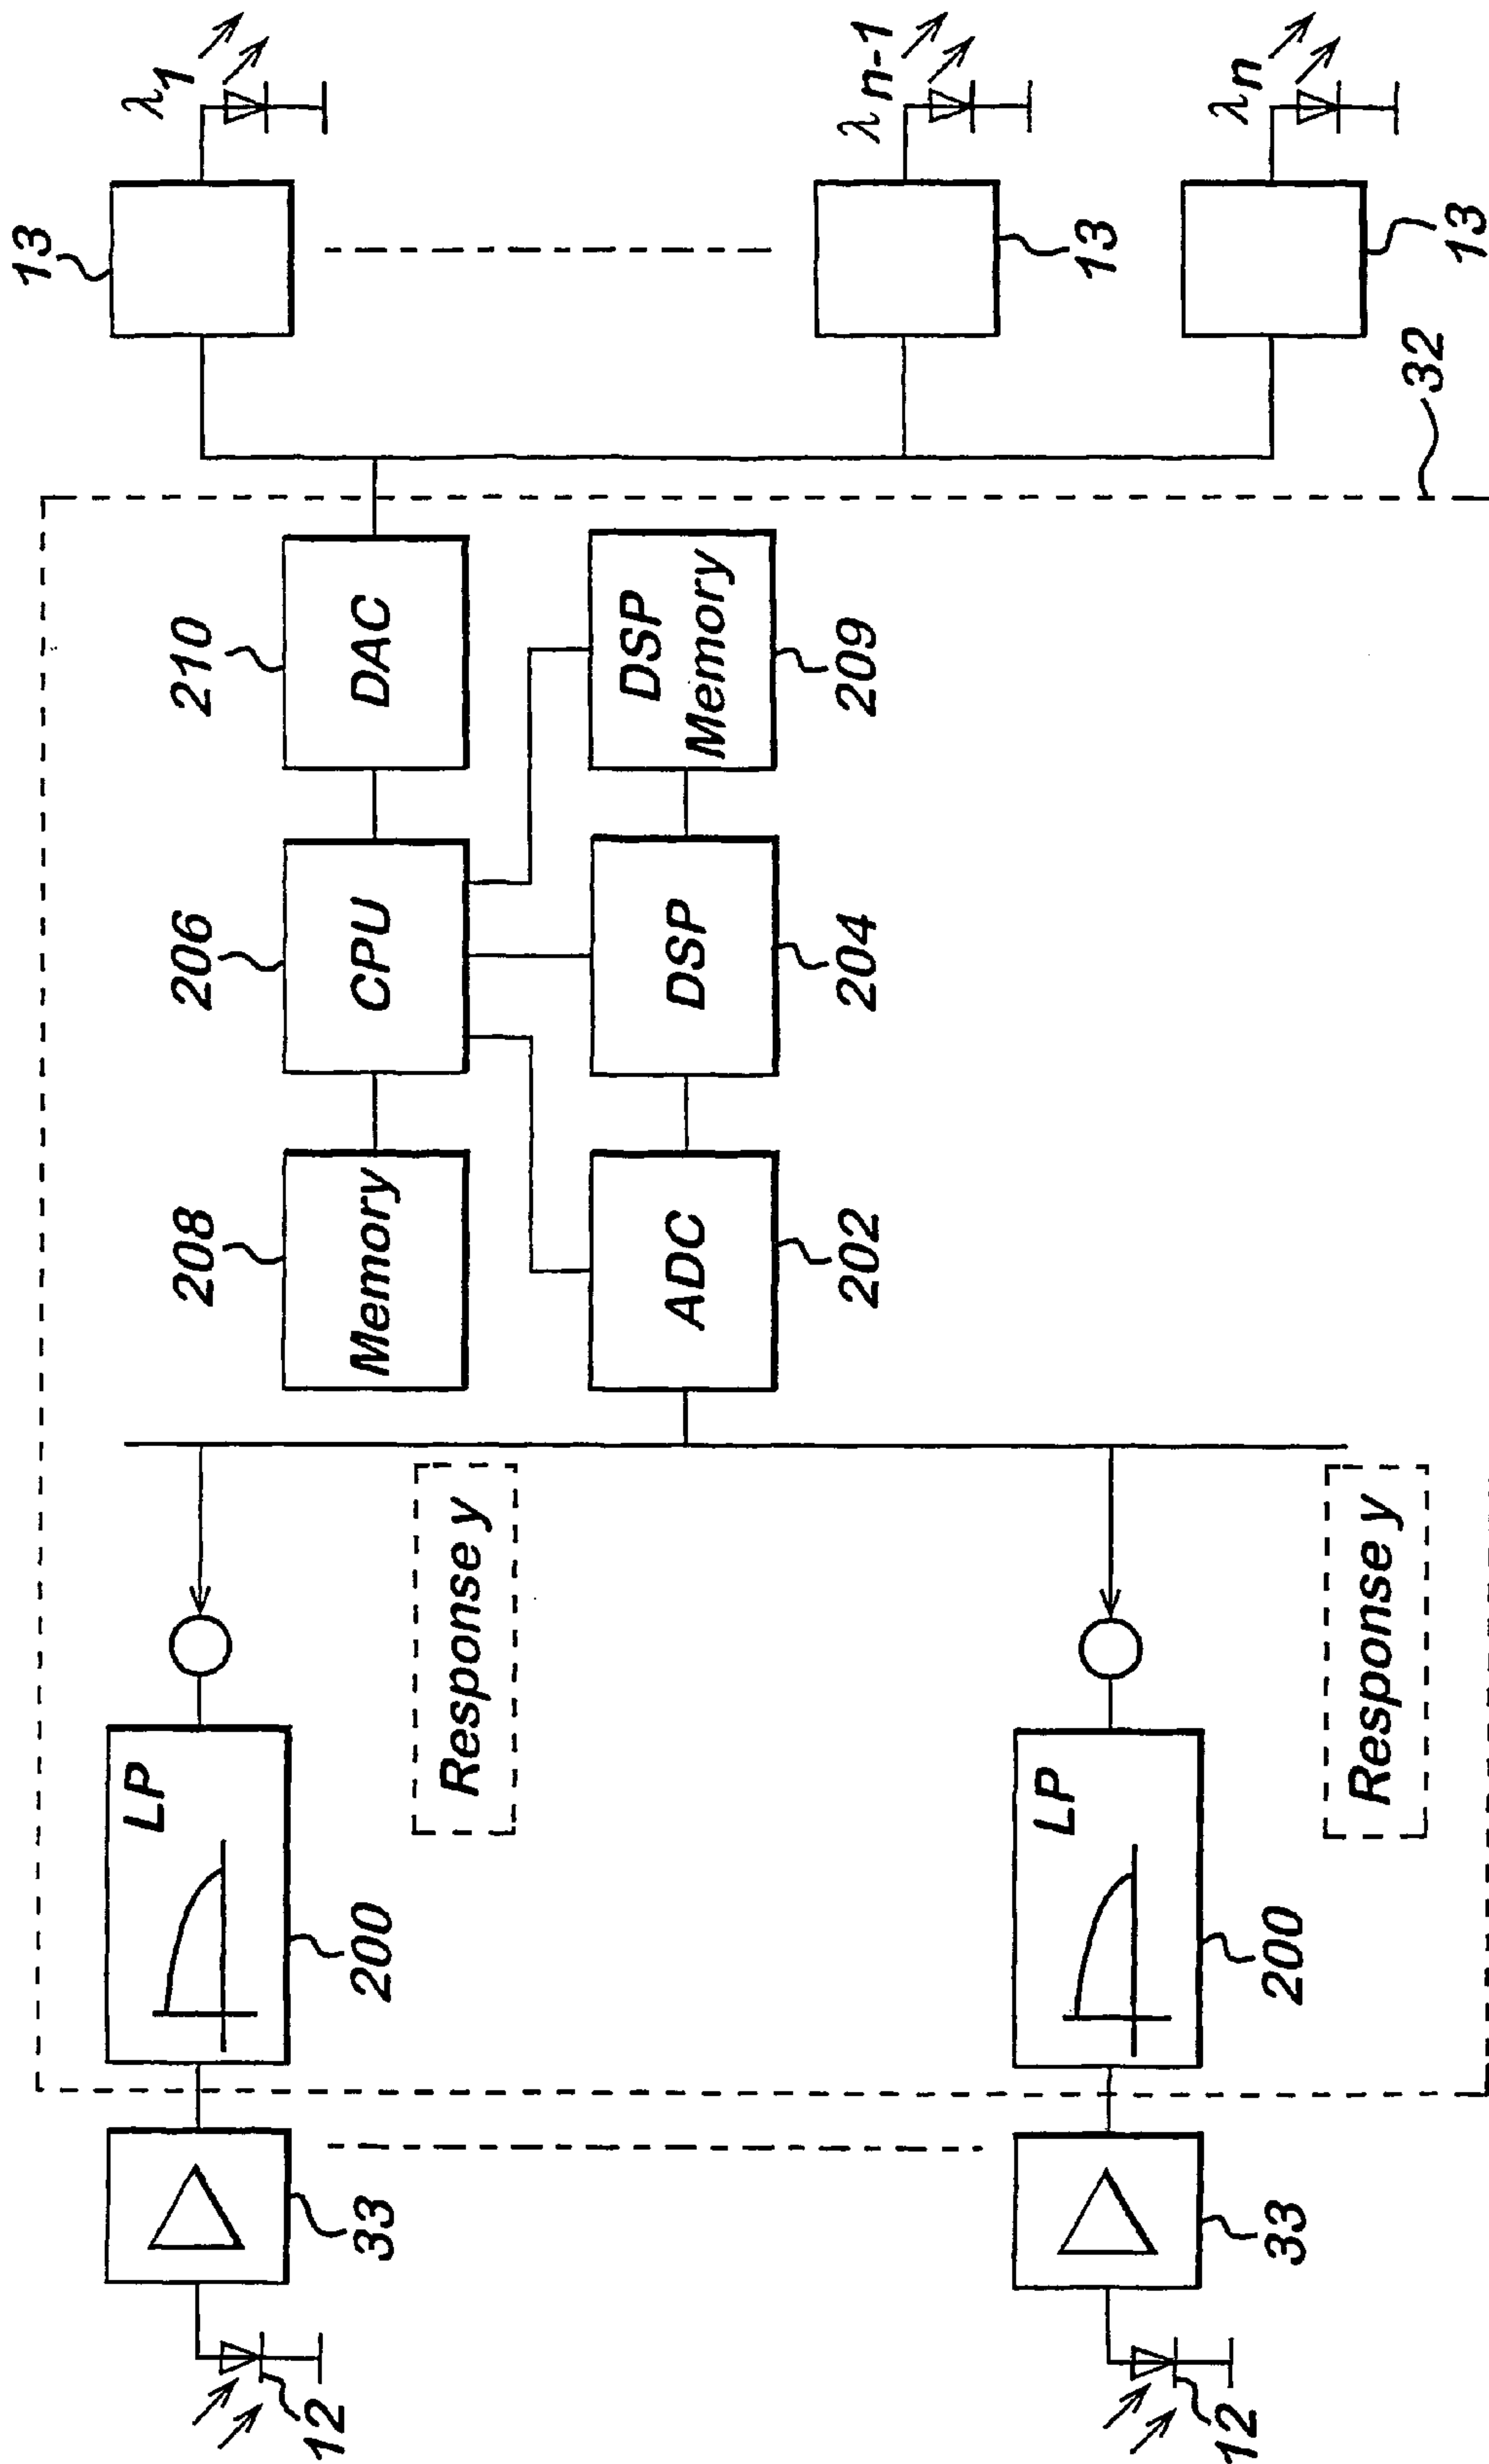 12
33
LP
200
Response y
208
Memory
206
CPU
210
DAC
ADC
202
DSP
204
DSP
Memory
209
13
λ1
12
33
LP
200
Response y
32
13
λn-1
13
λn